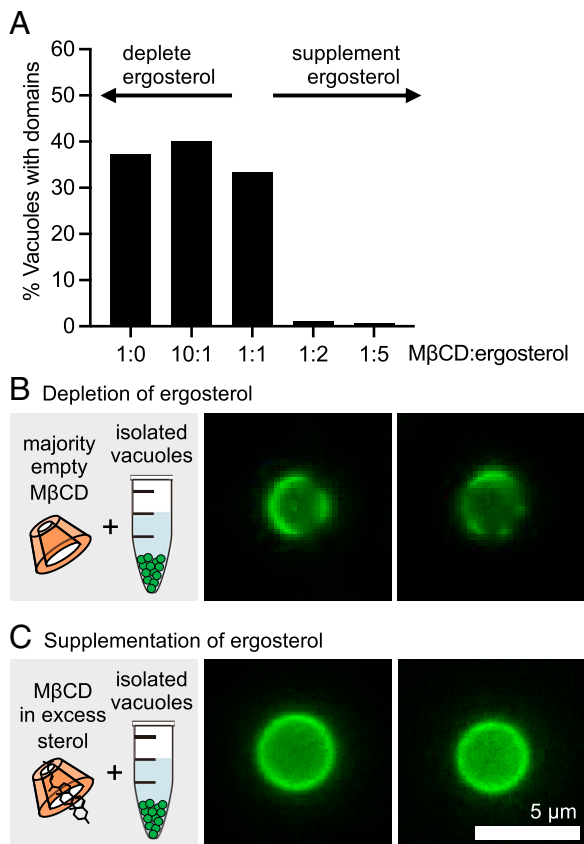 A
deplete
ergosterol
supplement
ergosterol
% Vacuoles with domains
60
50
40
30
20
10
0
1:0 10:1 1:1 1:2 1:5 MβCD:ergosterol
B Depletion of ergosterol
majority
empty
MβCD
+
isolated
vacuoles
C Supplementation of ergosterol
MβCD
in excess
sterol
+
isolated
vacuoles
5 µm